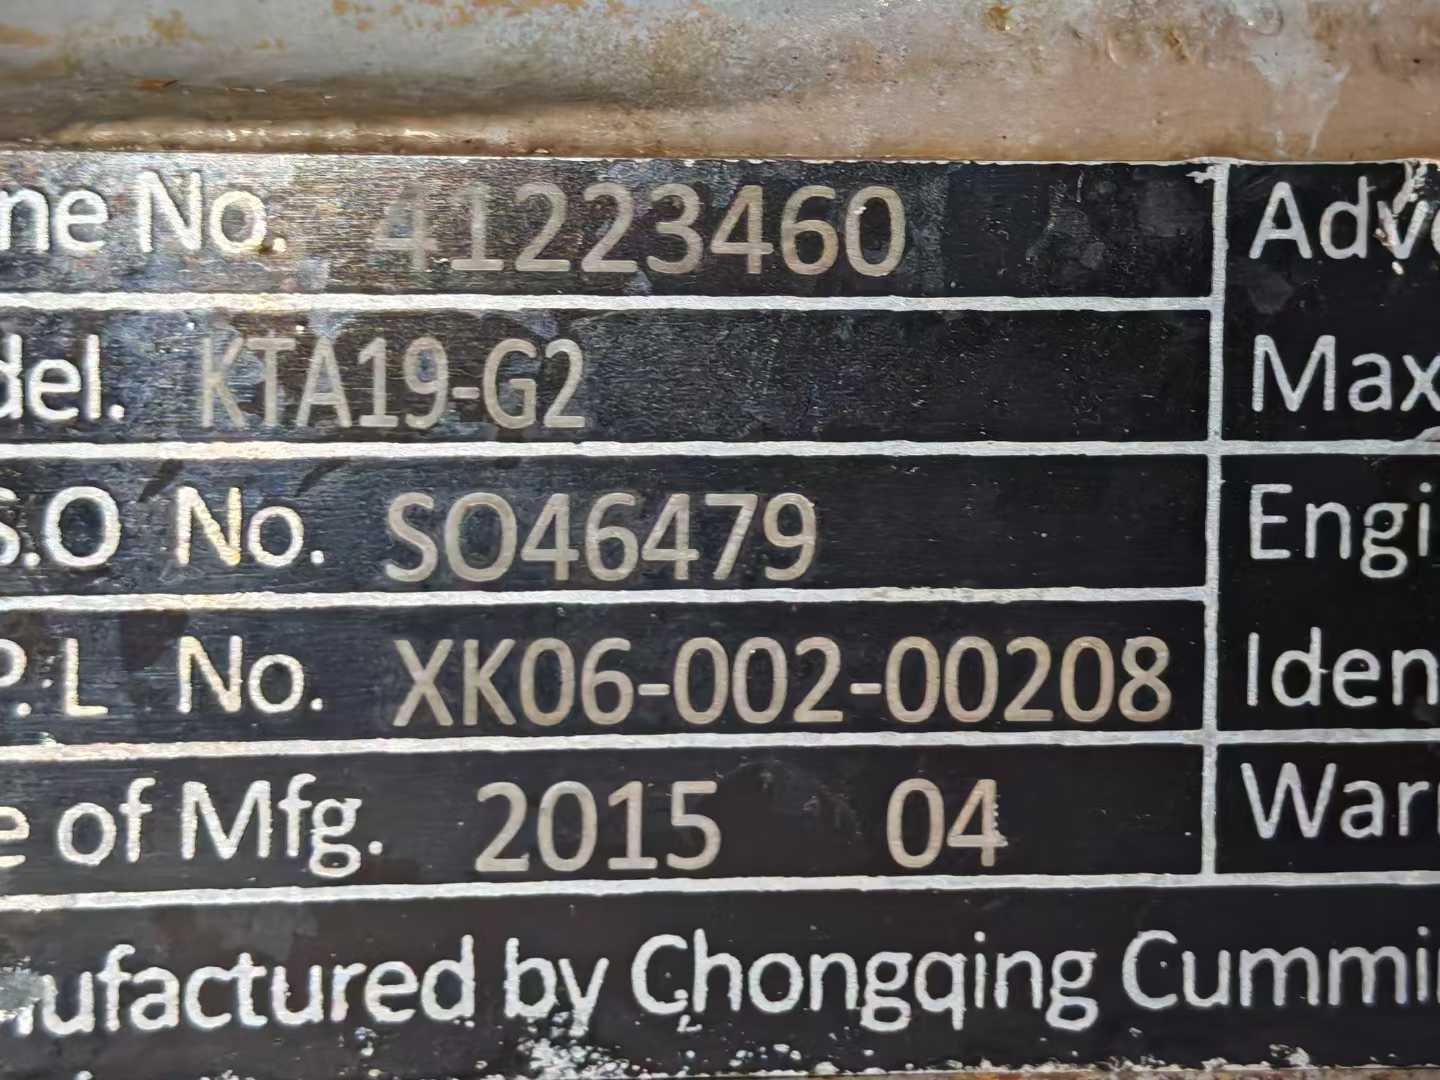 ne No. 41223460 Adv
del. KTA19-G2 Max
S.O No. SO46479 Engi
P.L No. XK06-002-00208 Iden
e of Mfg. 2015 04 War
ufactured by Chongqing Cummi